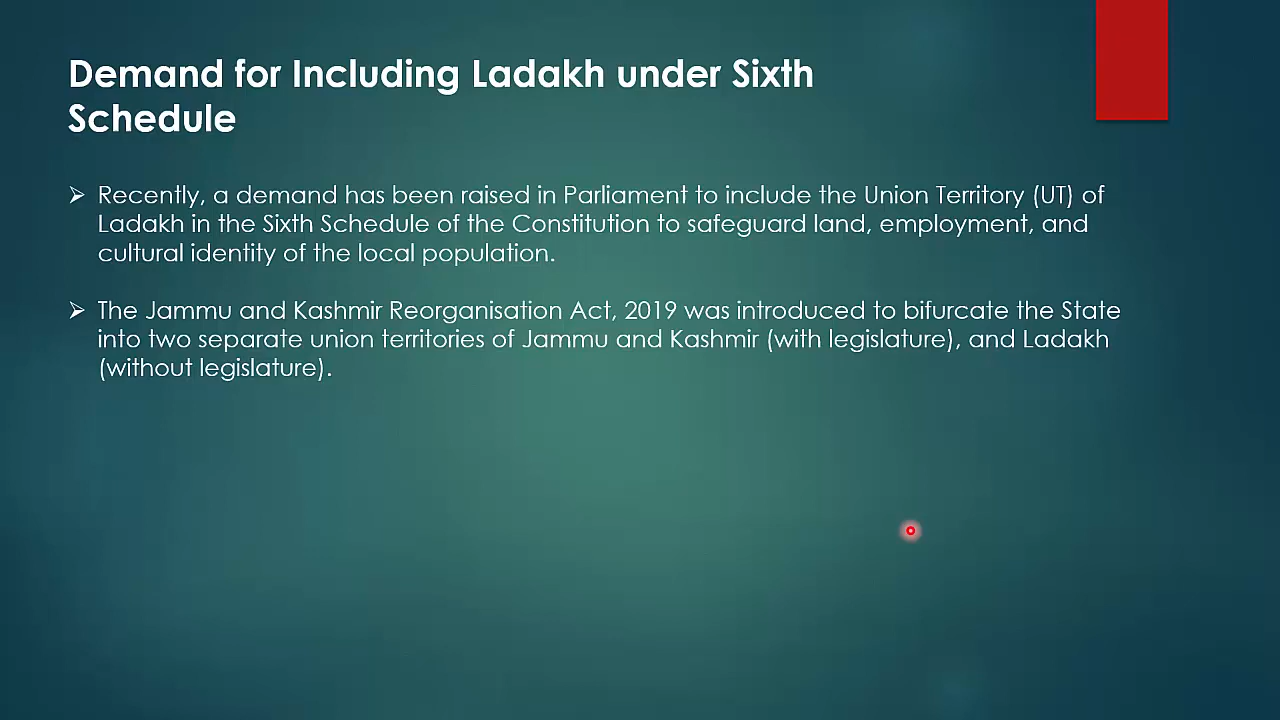 Demand for Including Ladakh under Sixth
Schedule
Recently, a demand has been raised in Parliament to include the Union Territory (UT) of
Ladakh in the Sixth Schedule of the Constitution to safeguard land, employment, and
cultural identity of the local population.
The Jammu and Kashmir Reorganisation Act, 2019 was introduced to bifurcate the State
into two separate union territories of Jammu and Kashmir (with legislature), and Ladakh
(without legislature).